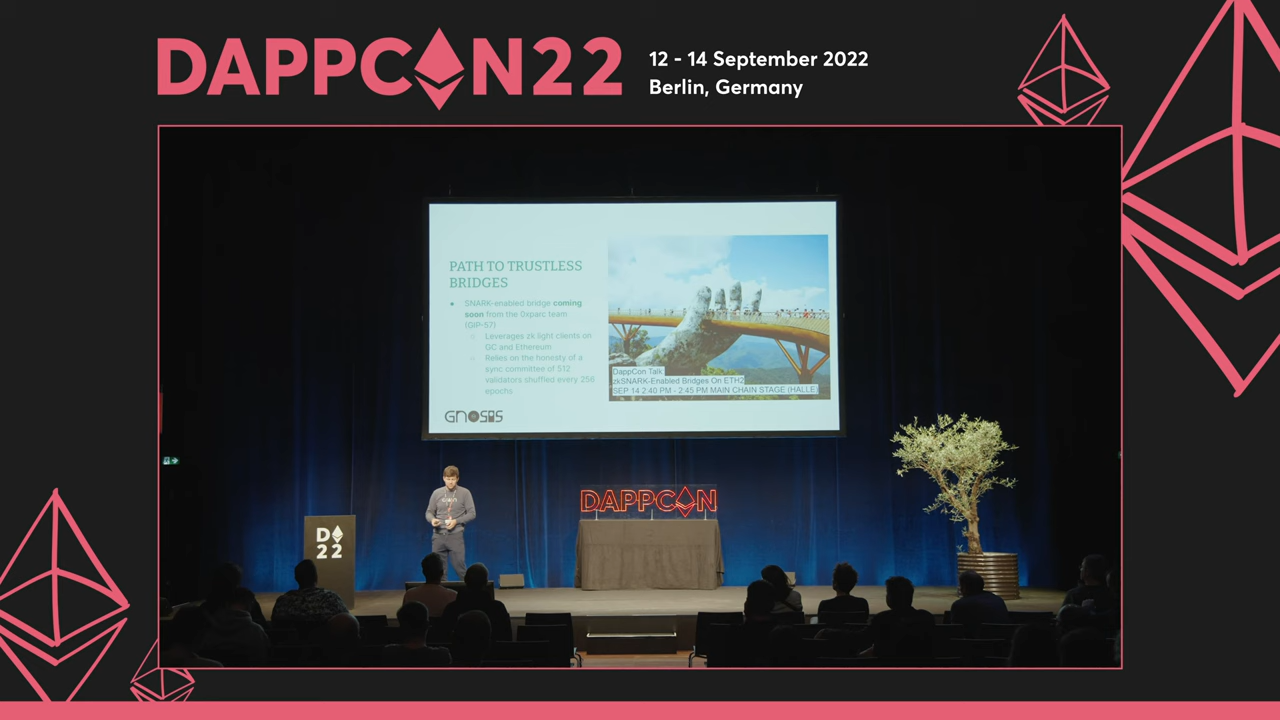 DAPPCON22
12 - 14 September 2022
Berlin, Germany
PATH TO TRUSTLESS
BRIDGES
SNARK-enabled bridge coming
soon from the 0xparc team
(GIP-57)
Leverages zk light clients on
GC and Ethereum
Relies on the honesty of a
sync committee of 512
validators shuffled every 256
epochs
DappCon Talk
zkSNARK-Enabled Bridges On ETH2
SEP 14 2:40 PM - 2:45 PM MAIN CHAIN STAGE (HALLE)
GNOSIS
DAPPCON
D
22